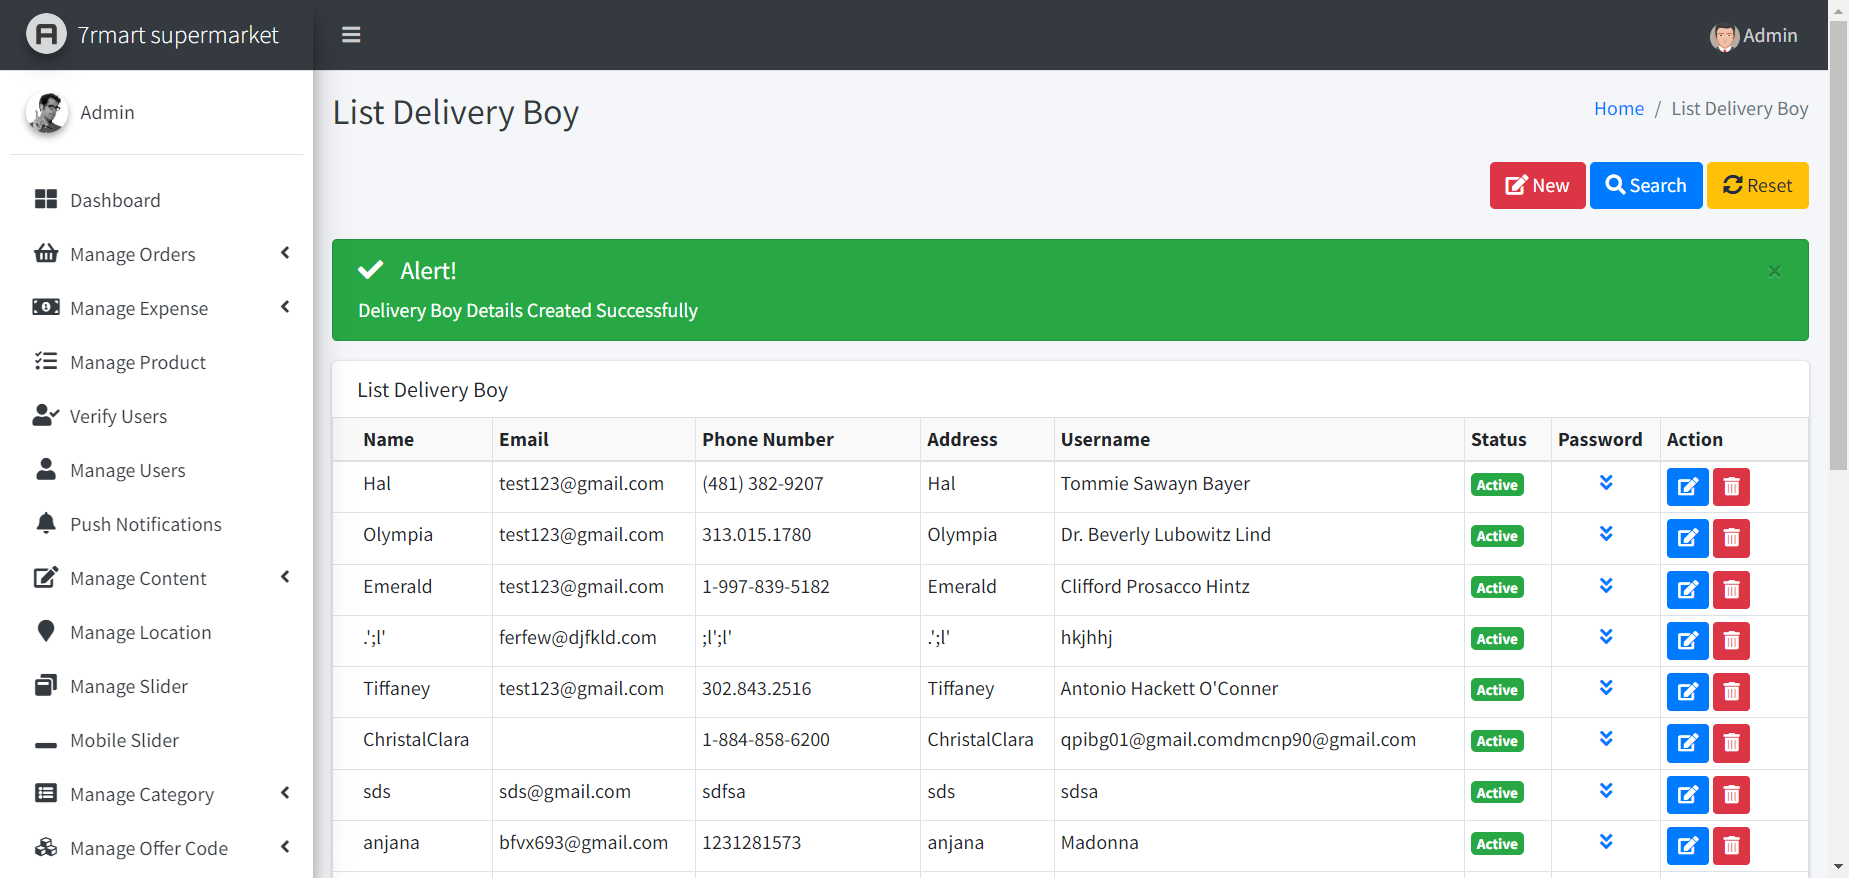 7rmart supermarket
Admin
Admin
Dashboard
Manage Orders
Manage Expense
Manage Product
Verify Users
Manage Users
Push Notifications
Manage Content
Manage Location
Manage Slider
Mobile Slider
Manage Category
Manage Offer Code
List Delivery Boy
Home / List Delivery Boy
New Search Reset
Alert!
×
Delivery Boy Details Created Successfully
List Delivery Boy
Name Email Phone Number Address Username Status Password Action
Hal test123@gmail.com (481) 382-9207 Hal Tommie Sawayn Bayer Active
Olympia test123@gmail.com 313.015.1780 Olympia Dr. Beverly Lubowitz Lind Active
Emerald test123@gmail.com 1-997-839-5182 Emerald Clifford Prosacco Hintz Active
.';l' ferfew@djfkld.com ;l';l' .';l' hkjhhj Active
Tiffaney test123@gmail.com 302.843.2516 Tiffaney Antonio Hackett O'Conner Active
ChristalClara 1-884-858-6200 ChristalClara qpibg01@gmail.comdmcnp90@gmail.com Active
sds sds@gmail.com sdfsa sds sdsa Active
anjana bfvx693@gmail.com 1231281573 anjana Madonna Active